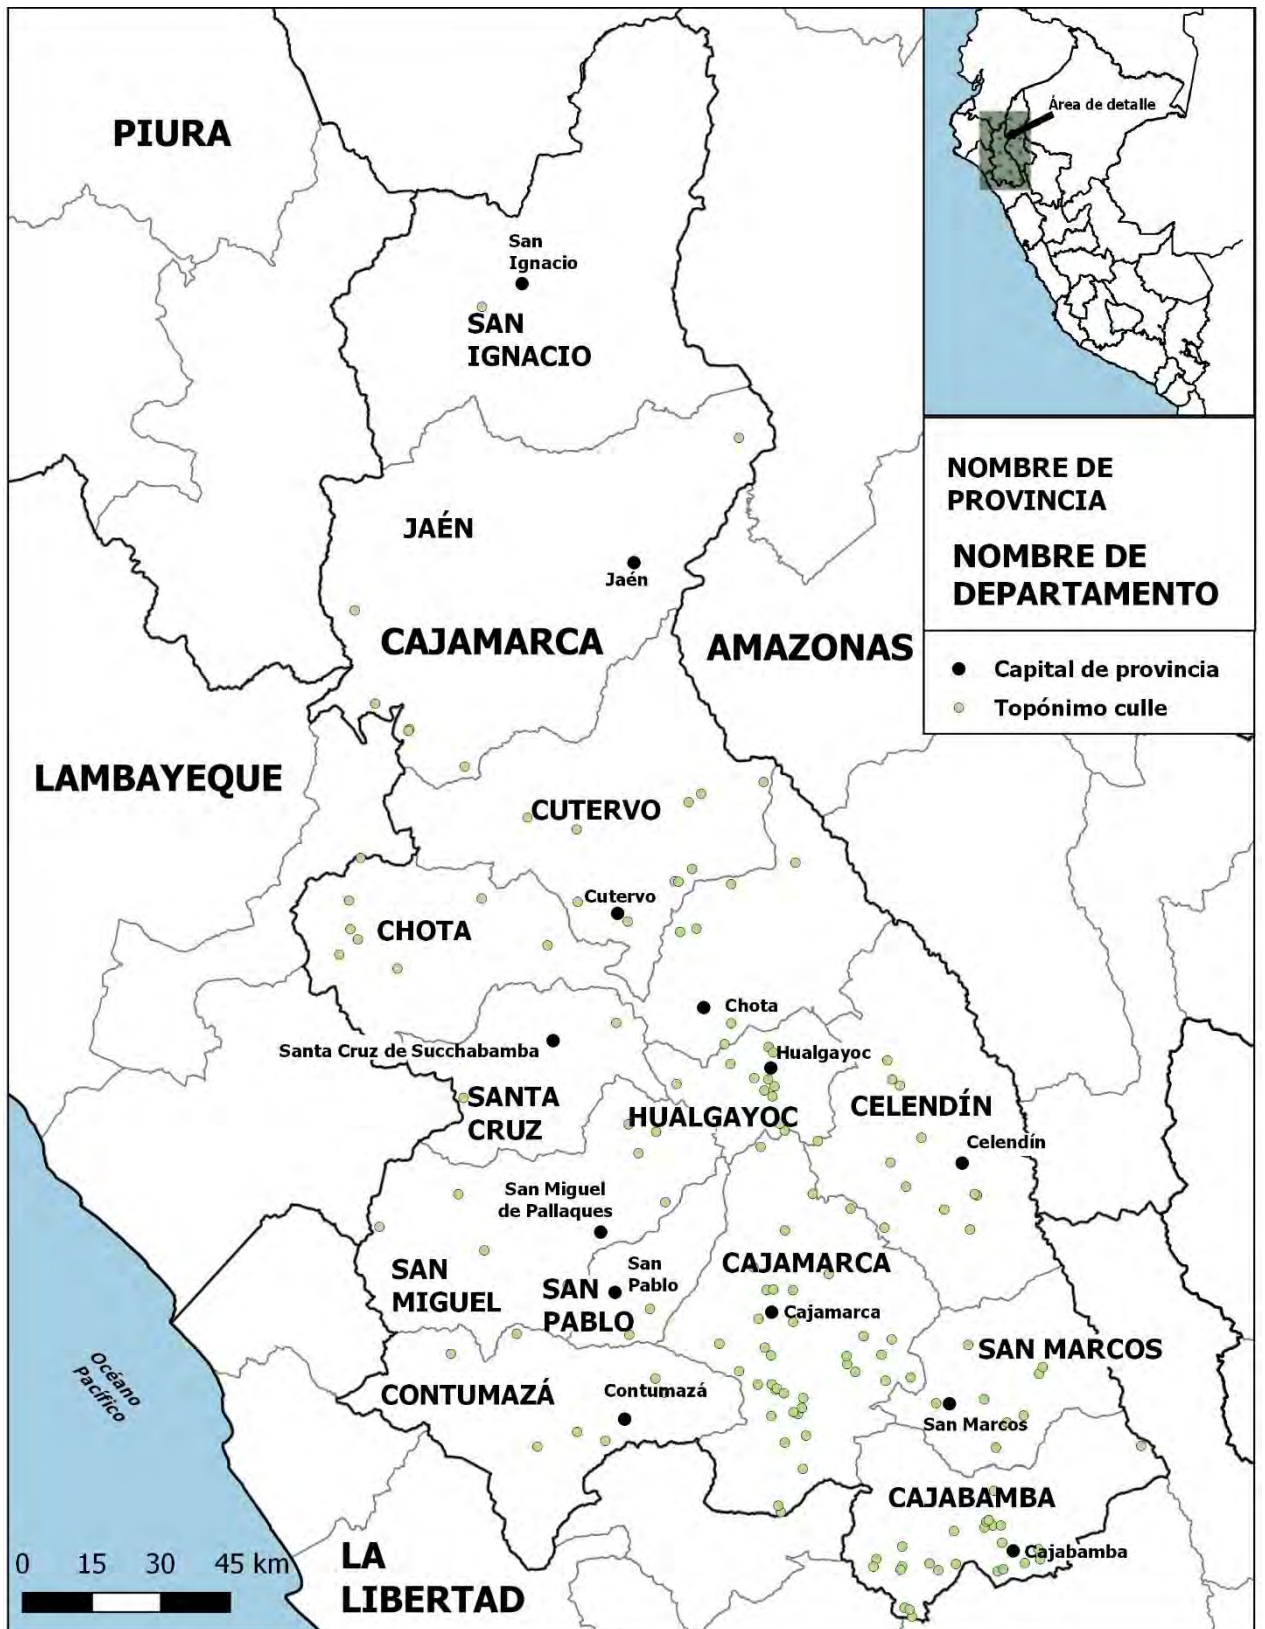 PIURA
Área de detalle
San
Ignacio
SAN
IGNACIO
NOMBRE DE
PROVINCIA
NOMBRE DE
DEPARTAMENTO
Capital de provincia
Topónimo culle
JAÉN
Jaén
CAJAMARCA
AMAZONAS
LAMBAYEQUE
CUTERVO
Cutervo
CHOTA
Chota
Santa Cruz de Succhabamba
Hualgayoc
SANTA
CRUZ
HUALGAYOC
CELENDÍN
Celendín
San Miguel
de Pallaques
SAN
MIGUEL
SAN
PABLO
San
Pablo
CAJAMARCA
Cajamarca
SAN MARCOS
San Marcos
CONTUMAZÁ
Contumazá
Océano
Pacífico
CAJABAMBA
Cajabamba
LA
LIBERTAD
0 15 30 45 km